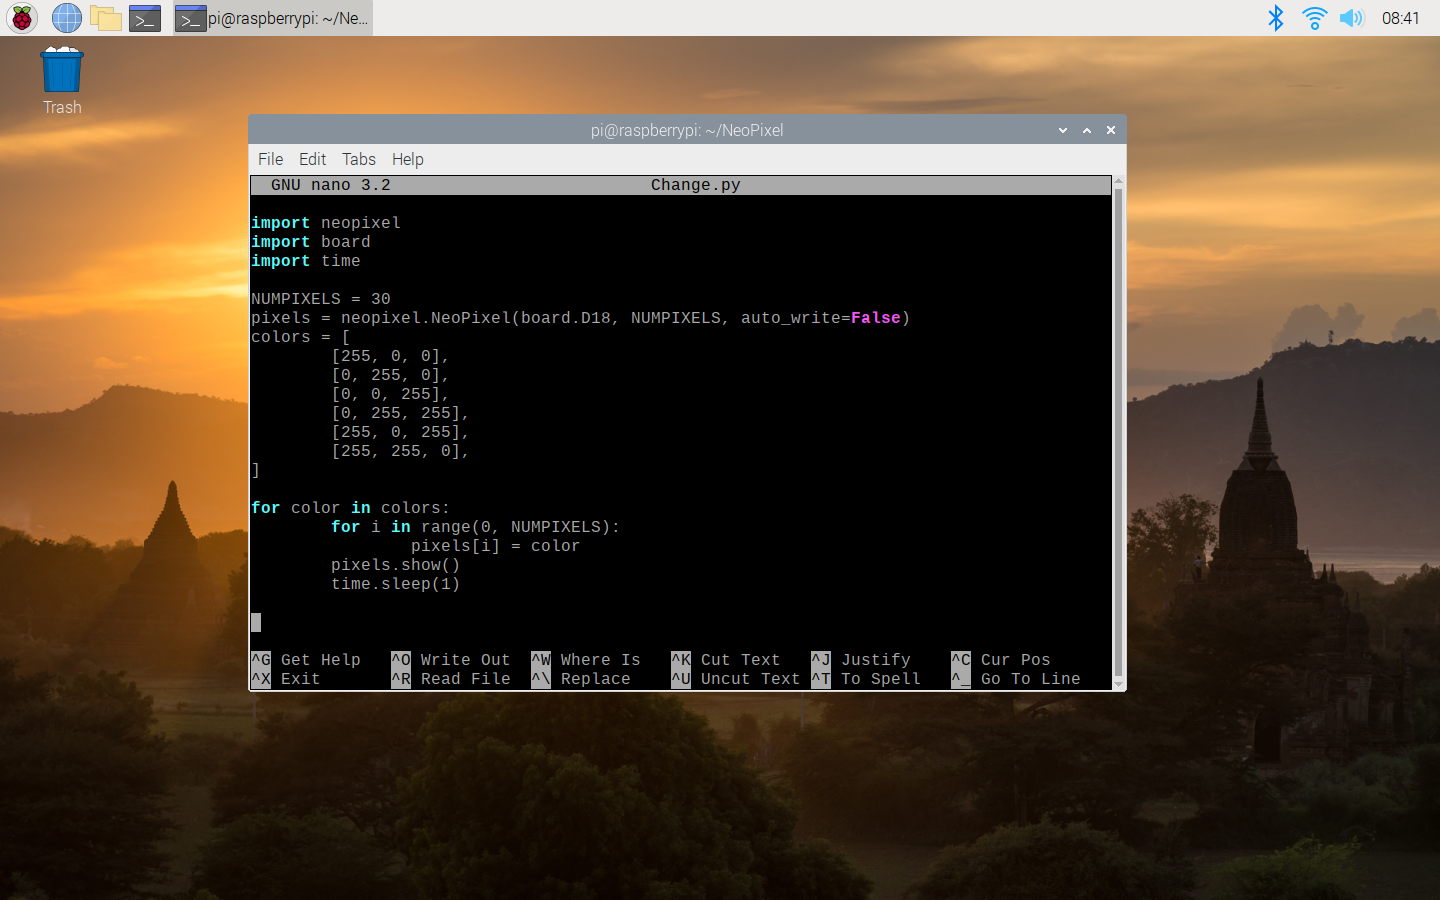 pi@raspberrypi: ~/Ne...
08:41
Trash
pi@raspberrypi: ~/NeoPixel
File Edit Tabs Help
GNU nano 3.2 Change.py
import neopixel
import board
import time
NUMPIXELS = 30
pixels = neopixel.NeoPixel(board.D18, NUMPIXELS, auto_write=False)
colors = [
        [255, 0, 0],
        [0, 255, 0],
        [0, 0, 255],
        [0, 255, 255],
        [255, 0, 255],
        [255, 255, 0],
]
for color in colors:
        for i in range(0, NUMPIXELS):
                pixels[i] = color
        pixels.show()
        time.sleep(1)
^G Get Help ^O Write Out ^W Where Is ^K Cut Text ^J Justify ^C Cur Pos
^X Exit ^R Read File ^\ Replace ^U Uncut Text ^T To Spell ^_ Go To Line